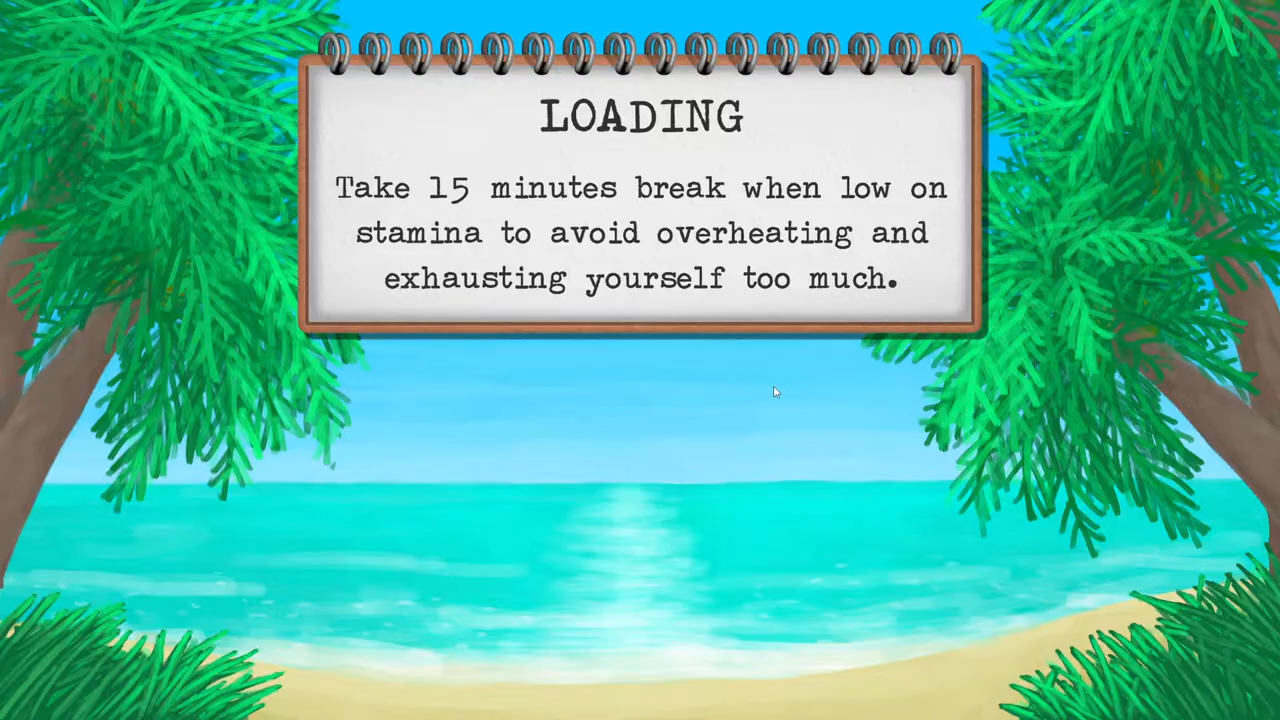 LOADING
Take 15 minutes break when low on
stamina to avoid overheating and
exhausting yourself too much.